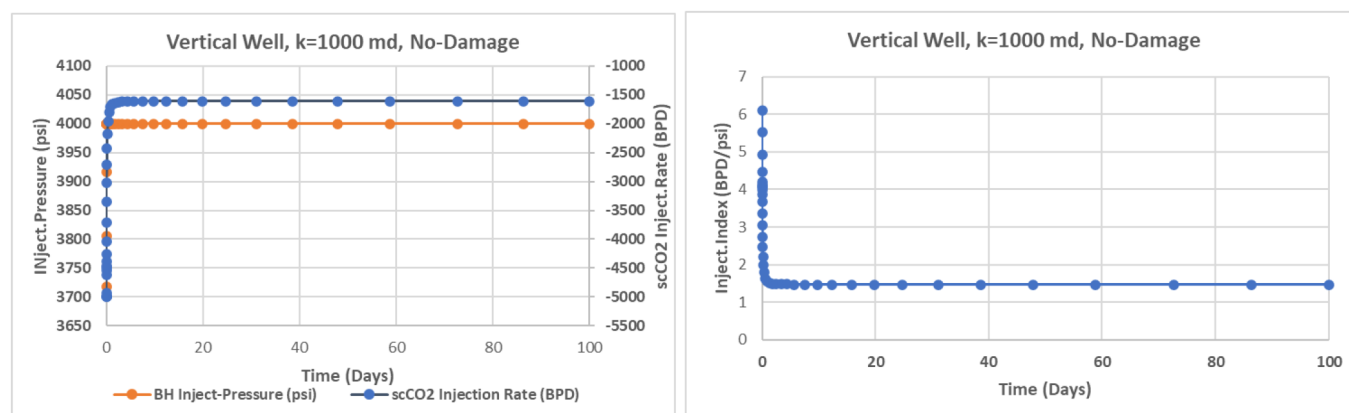 Vertical Well, k=1000 md, No-Damage
INject.Pressure (psi)
4100
4050
4000
3950
3900
3850
3800
3750
3700
3650
-1000
-1500
-2000
-2500
-3000
-3500
-4000
-4500
-5000
-5500
scCO2 Inject.Rate (BPD)
0 20 40 60 80 100
Time (Days)
BH Inject-Pressure (psi) scCO2 Injection Rate (BPD)
Vertical Well, k=1000 md, No-Damage
Inject.Index (BPD/psi)
7
6
5
4
3
2
1
0
0 20 40 60 80 100
Time (Days)